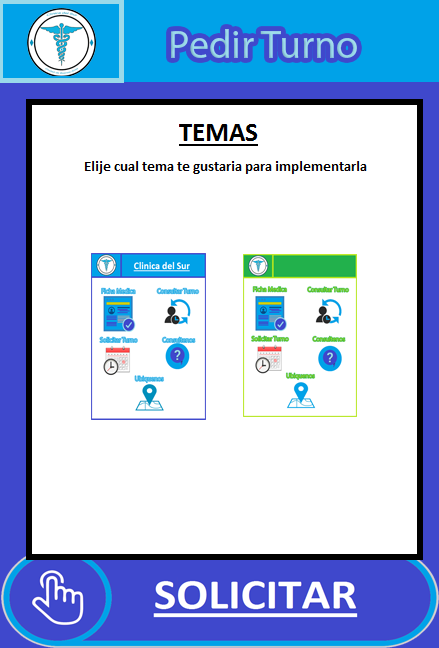 Pedir Turno
TEMAS
Elije cual tema te gustaria para implementarla
Clinica del Sur
Ficha Medica
Consultar Turno
Solicitar Turno
Consultanos
Ubiquenos
Ficha Medica
Consultar Turno
Solicitar Turno
Consultanos
Ubiquenos
SOLICITAR